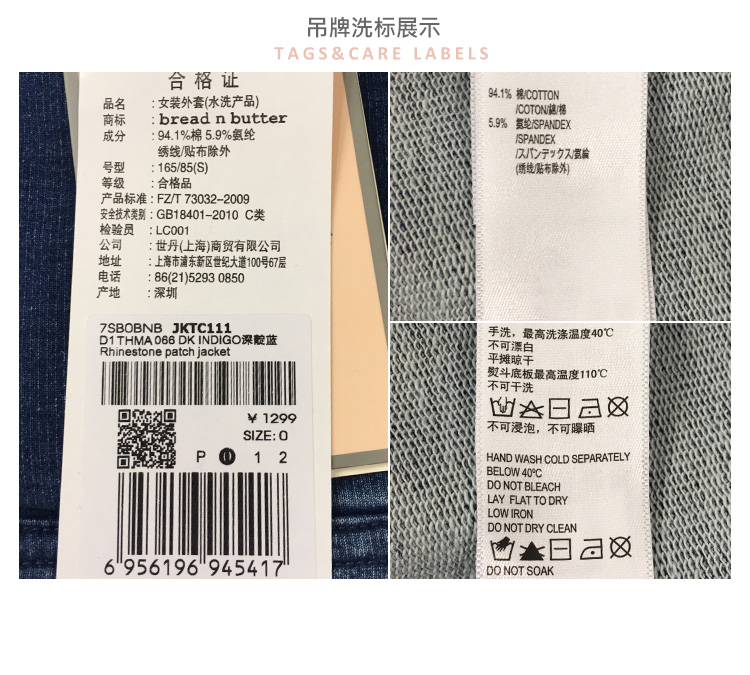 吊牌洗标展示
TAGS&CARE LABELS
合格证
品名 : 女装外套(水洗产品)
商标 : bread n butter
成分 : 94.1%棉 5.9%氨纶
绣线/贴布除外
号型 : 165/85(S)
等级 : 合格品
产品标准 : FZ/T 73032-2009
安全技术类别 : GB18401-2010 C类
检验员 : LC001
公司 : 世丹(上海)商贸有限公司
地址 : 上海市浦东新区世纪大道100号67层
电话 : 86(21)5293 0850
产地 : 深圳
7SB0BNB JKTC111
D1THMA 066 DK INDIGO深靛蓝
Rhinestone patch jacket
¥ 1299
SIZE: 0
P 0 1 2
6 956196 945417
94.1% 棉/COTTON
/COTON/綿/棉
5.9% 氨纶/SPANDEX
/SPANDEX
/スパンデックス/氨綸
(绣线/贴布除外)
手洗，最高洗涤温度40℃
不可漂白
平摊晾干
熨斗底板最高温度110℃
不可干洗
不可浸泡，不可曝晒
HAND WASH COLD SEPARATELY
BELOW 40℃
DO NOT BLEACH
LAY FLAT TO DRY
LOW IRON
DO NOT DRY CLEAN
DO NOT SOAK